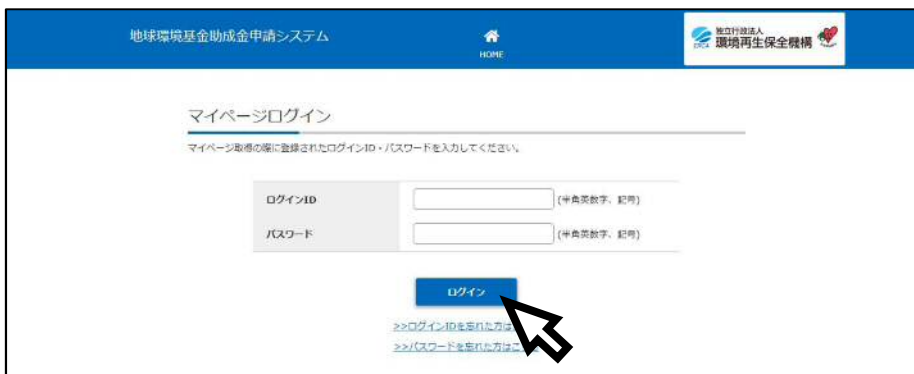 地球環境基金助成金申請システム
HOME
独立行政法人
環境再生保全機構
マイページログイン
マイページ取得の際に登録されたログインID・パスワードを入力してください。
ログインID
(半角英数字、記号)
パスワード
(半角英数字、記号)
ログイン
>>ログインIDを忘れた方は
>>パスワードを忘れた方はこ